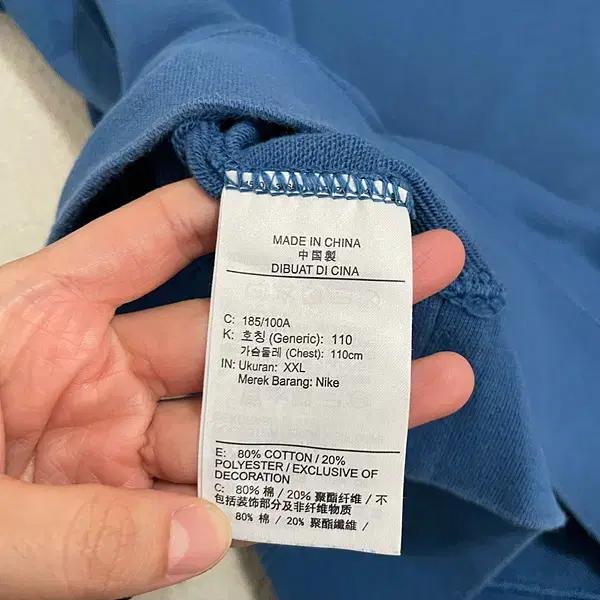 MADE IN CHINA
中国製
DIBUAT DI CINA
C: 185/100A
K: 호칭 (Generic): 110
가슴둘레 (Chest): 110cm
IN: Ukuran: XXL
Merek Barang: Nike
E: 80% COTTON / 20%
POLYESTER / EXCLUSIVE OF
DECORATION
C: 80% 棉 / 20% 聚酯纤维 / 不
包括装饰部分及非纤维物质
80% 棉 / 20% 聚酯纖維 /